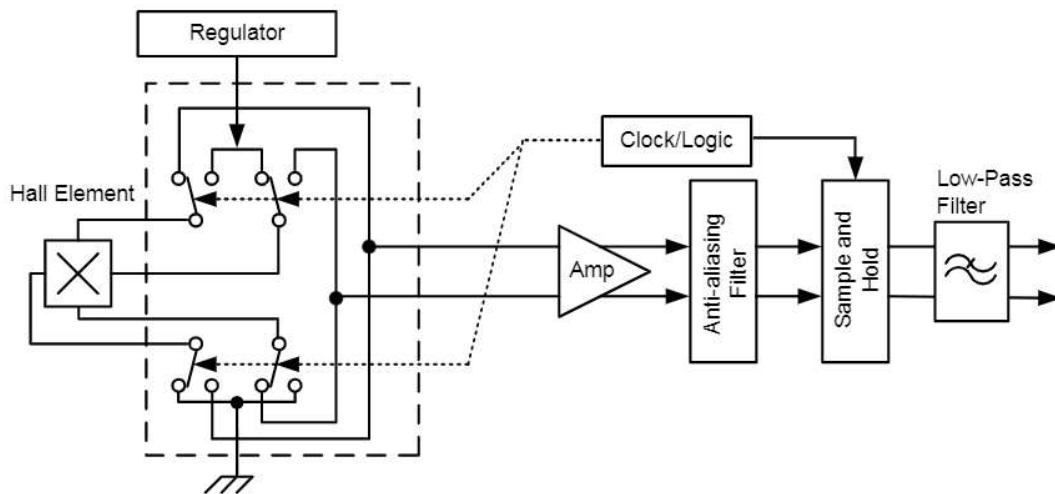 Regulator
Hall Element
Clock/Logic
Amp
Anti-aliasing
Filter
Sample and
Hold
Low-Pass
Filter